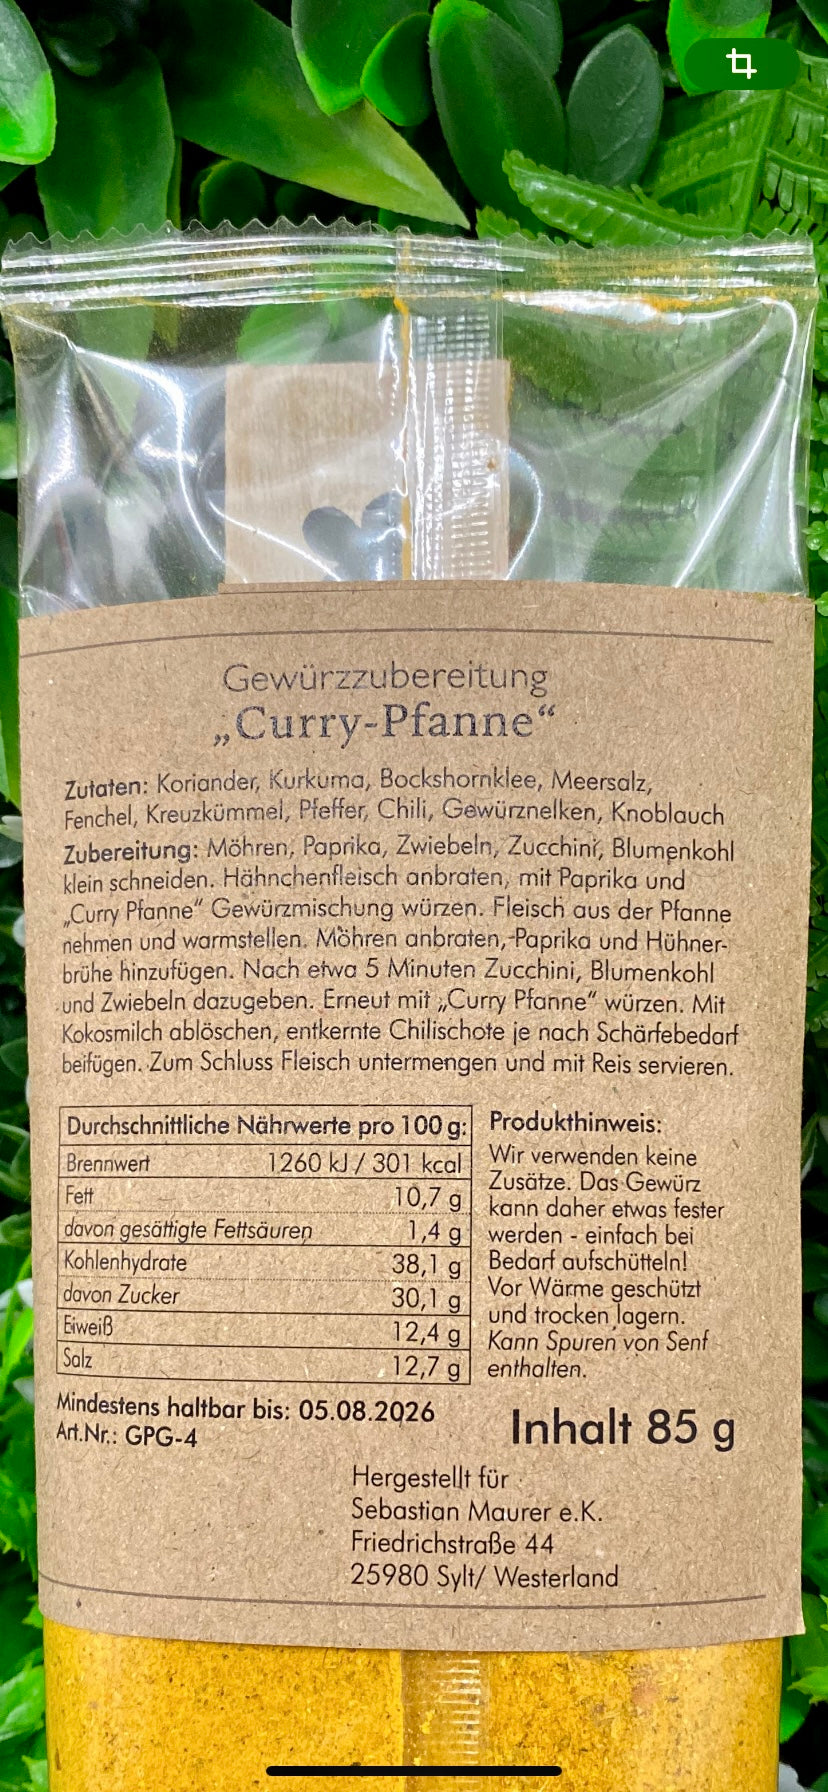 Gewürzzubereitung
„Curry-Pfanne“
Zutaten: Koriander, Kurkuma, Bockshornklee, Meersalz,
Fenchel, Kreuzkümmel, Pfeffer, Chili, Gewürznelken, Knoblauch
Zubereitung: Möhren, Paprika, Zwiebeln, Zucchini, Blumenkohl
klein schneiden. Hähnchenfleisch anbraten, mit Paprika und
„Curry Pfanne“ Gewürzmischung würzen. Fleisch aus der Pfanne
nehmen und warmstellen. Möhren anbraten, Paprika und Hühner-
brühe hinzufügen. Nach etwa 5 Minuten Zucchini, Blumenkohl
und Zwiebeln dazugeben. Erneut mit „Curry Pfanne“ würzen. Mit
Kokosmilch ablöschen, entkernte Chilischote je nach Schärfebedarf
beifügen. Zum Schluss Fleisch untermengen und mit Reis servieren.
Durchschnittliche Nährwerte pro 100 g:
Brennwert 1260 kJ / 301 kcal
Fett 10,7 g
davon gesättigte Fettsäuren 1,4 g
Kohlenhydrate 38,1 g
davon Zucker 30,1 g
Eiweiß 12,4 g
Salz 12,7 g
Produkthinweis:
Wir verwenden keine
Zusätze. Das Gewürz
kann daher etwas fester
werden - einfach bei
Bedarf aufschütteln!
Vor Wärme geschützt
und trocken lagern.
Kann Spuren von Senf
enthalten.
Mindestens haltbar bis: 05.08.2026
Art.Nr.: GPG-4
Inhalt 85 g
Hergestellt für
Sebastian Maurer e.K.
Friedrichstraße 44
25980 Sylt/ Westerland